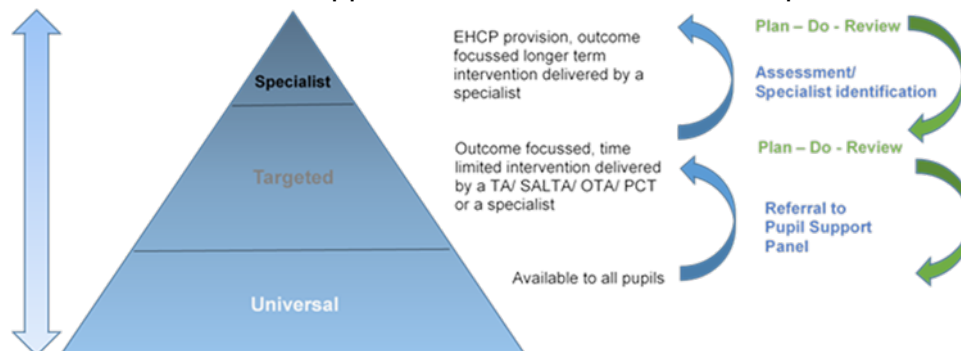 Specialist
Targeted
Universal
EHCP provision, outcome
focussed longer term
intervention delivered by a
specialist
Outcome focussed, time
limited intervention delivered
by a TA/ SALTA/ OTA/ PCT
or a specialist
Available to all pupils
Plan – Do - Review
Assessment/
Specialist identification
Plan – Do - Review
Referral to
Pupil Support
Panel